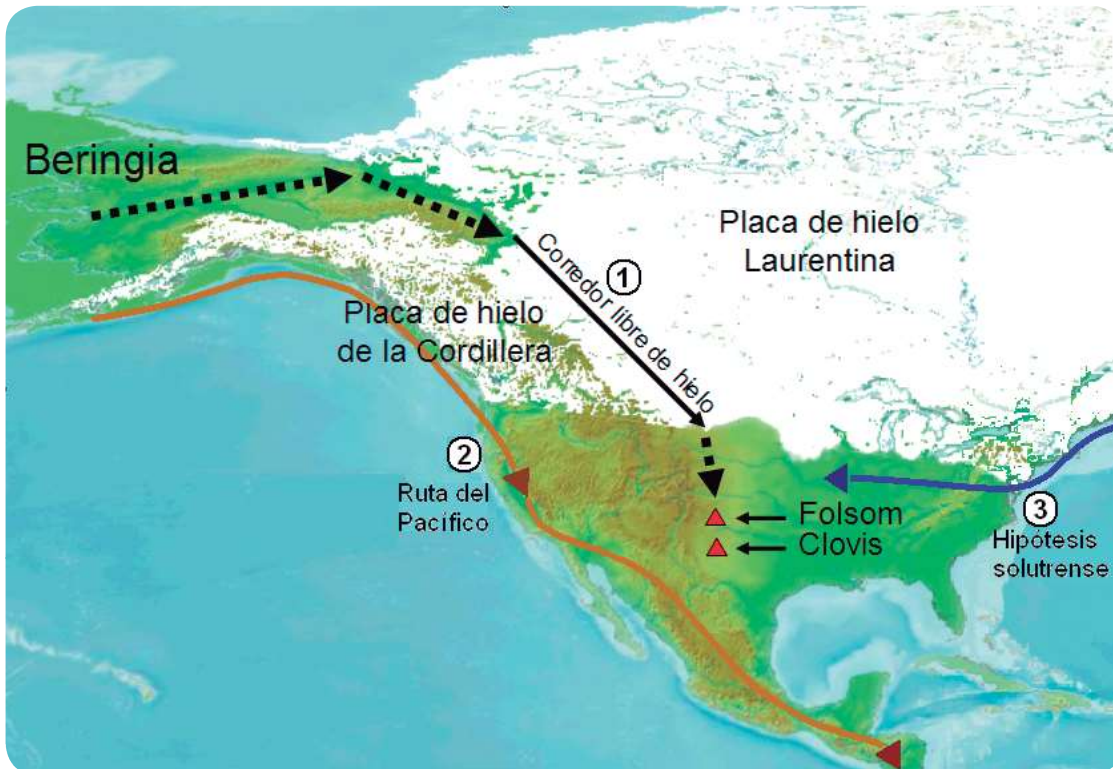 Beringia
Corredor libre de hielo
1
Placa de hielo
Laurentina
Placa de hielo
de la Cordillera
2
Ruta del
Pacífico
Folsom
Clovis
3
Hipótesis
solutrense